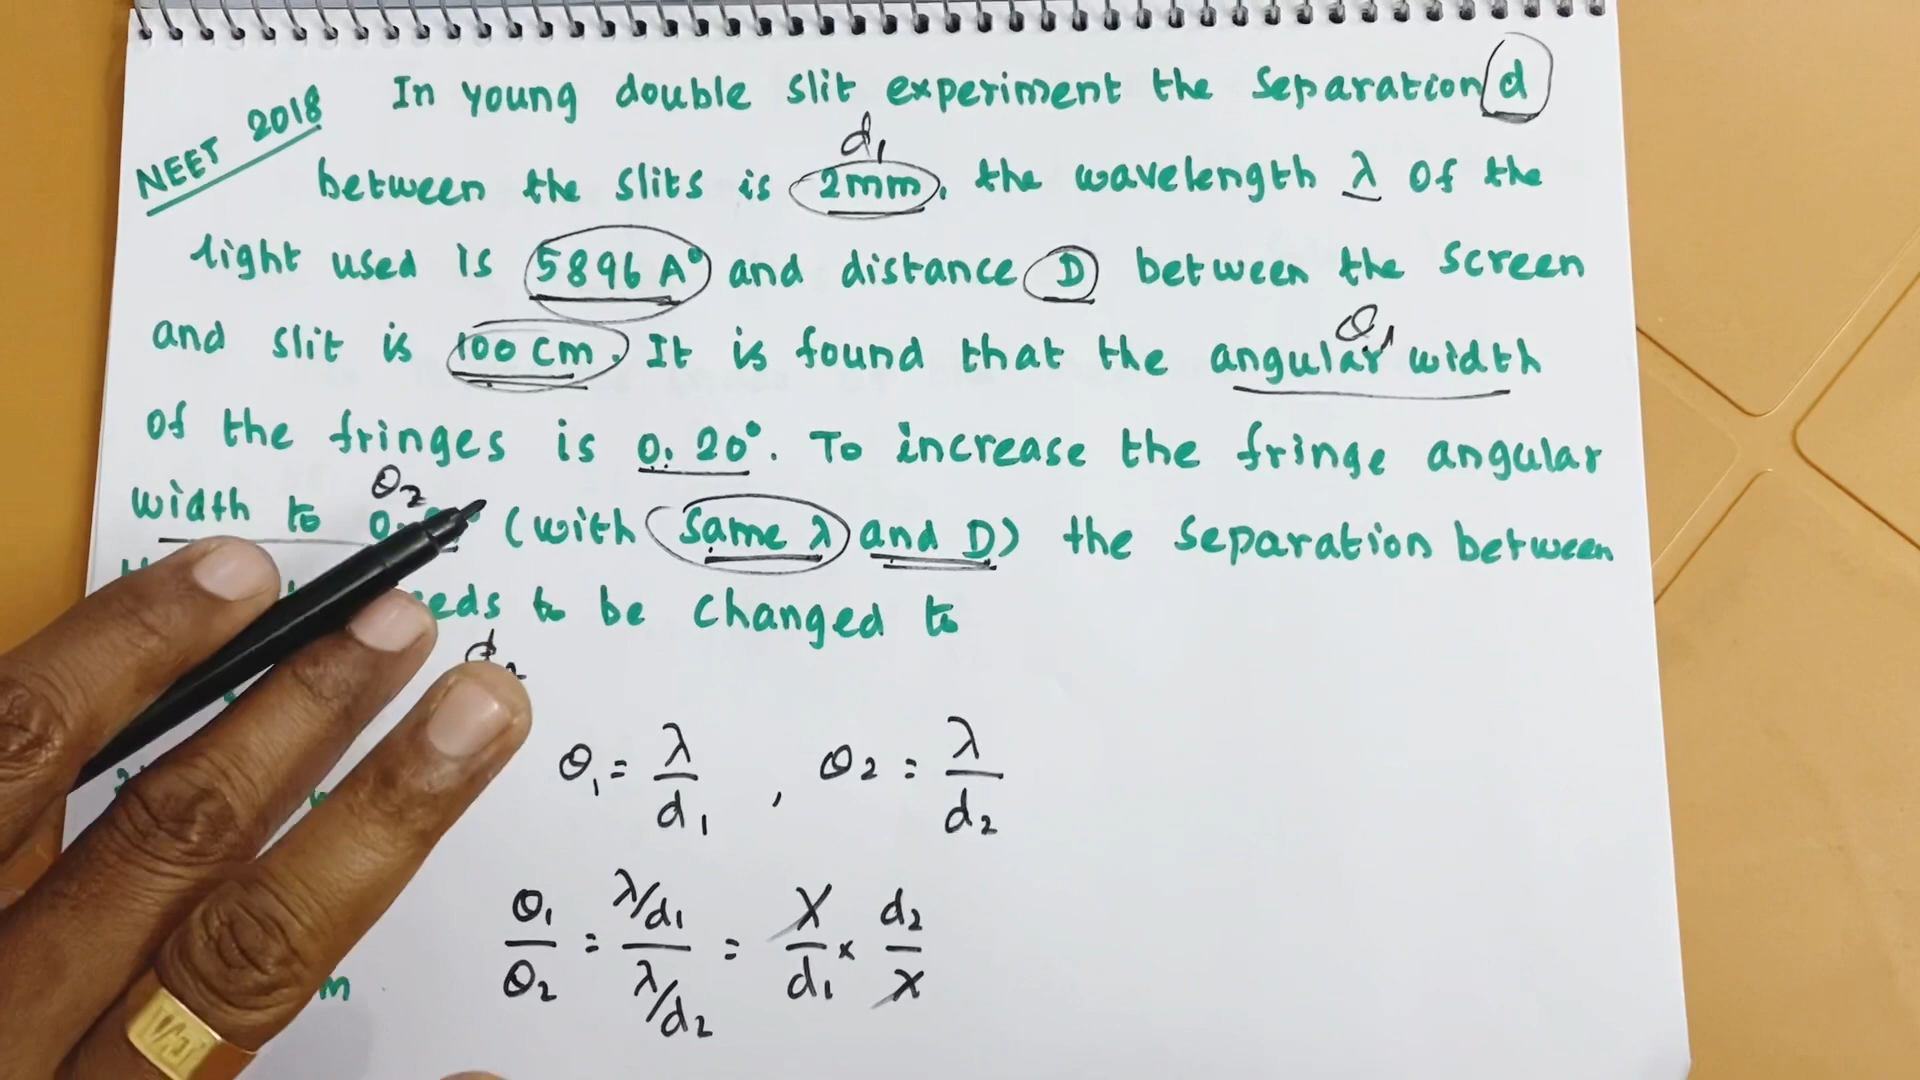 NEET 2018
In young double slit experiment the separation d
d₁
between the slits is 2mm. the wavelength λ of the
light used is 5896 A° and distance D between the screen
θ₁
and slit is 100 cm. It is found that the angular width
of the fringes is 0.20°. To increase the fringe angular
θ₂
width to (with same λ and D) the separation between
to be changed to
θ₁ = λ/d₁ , θ₂ = λ/d₂
θ₁/θ₂ = (λ/d₁)/(λ/d₂) = λ/d₁ × d₂/λ